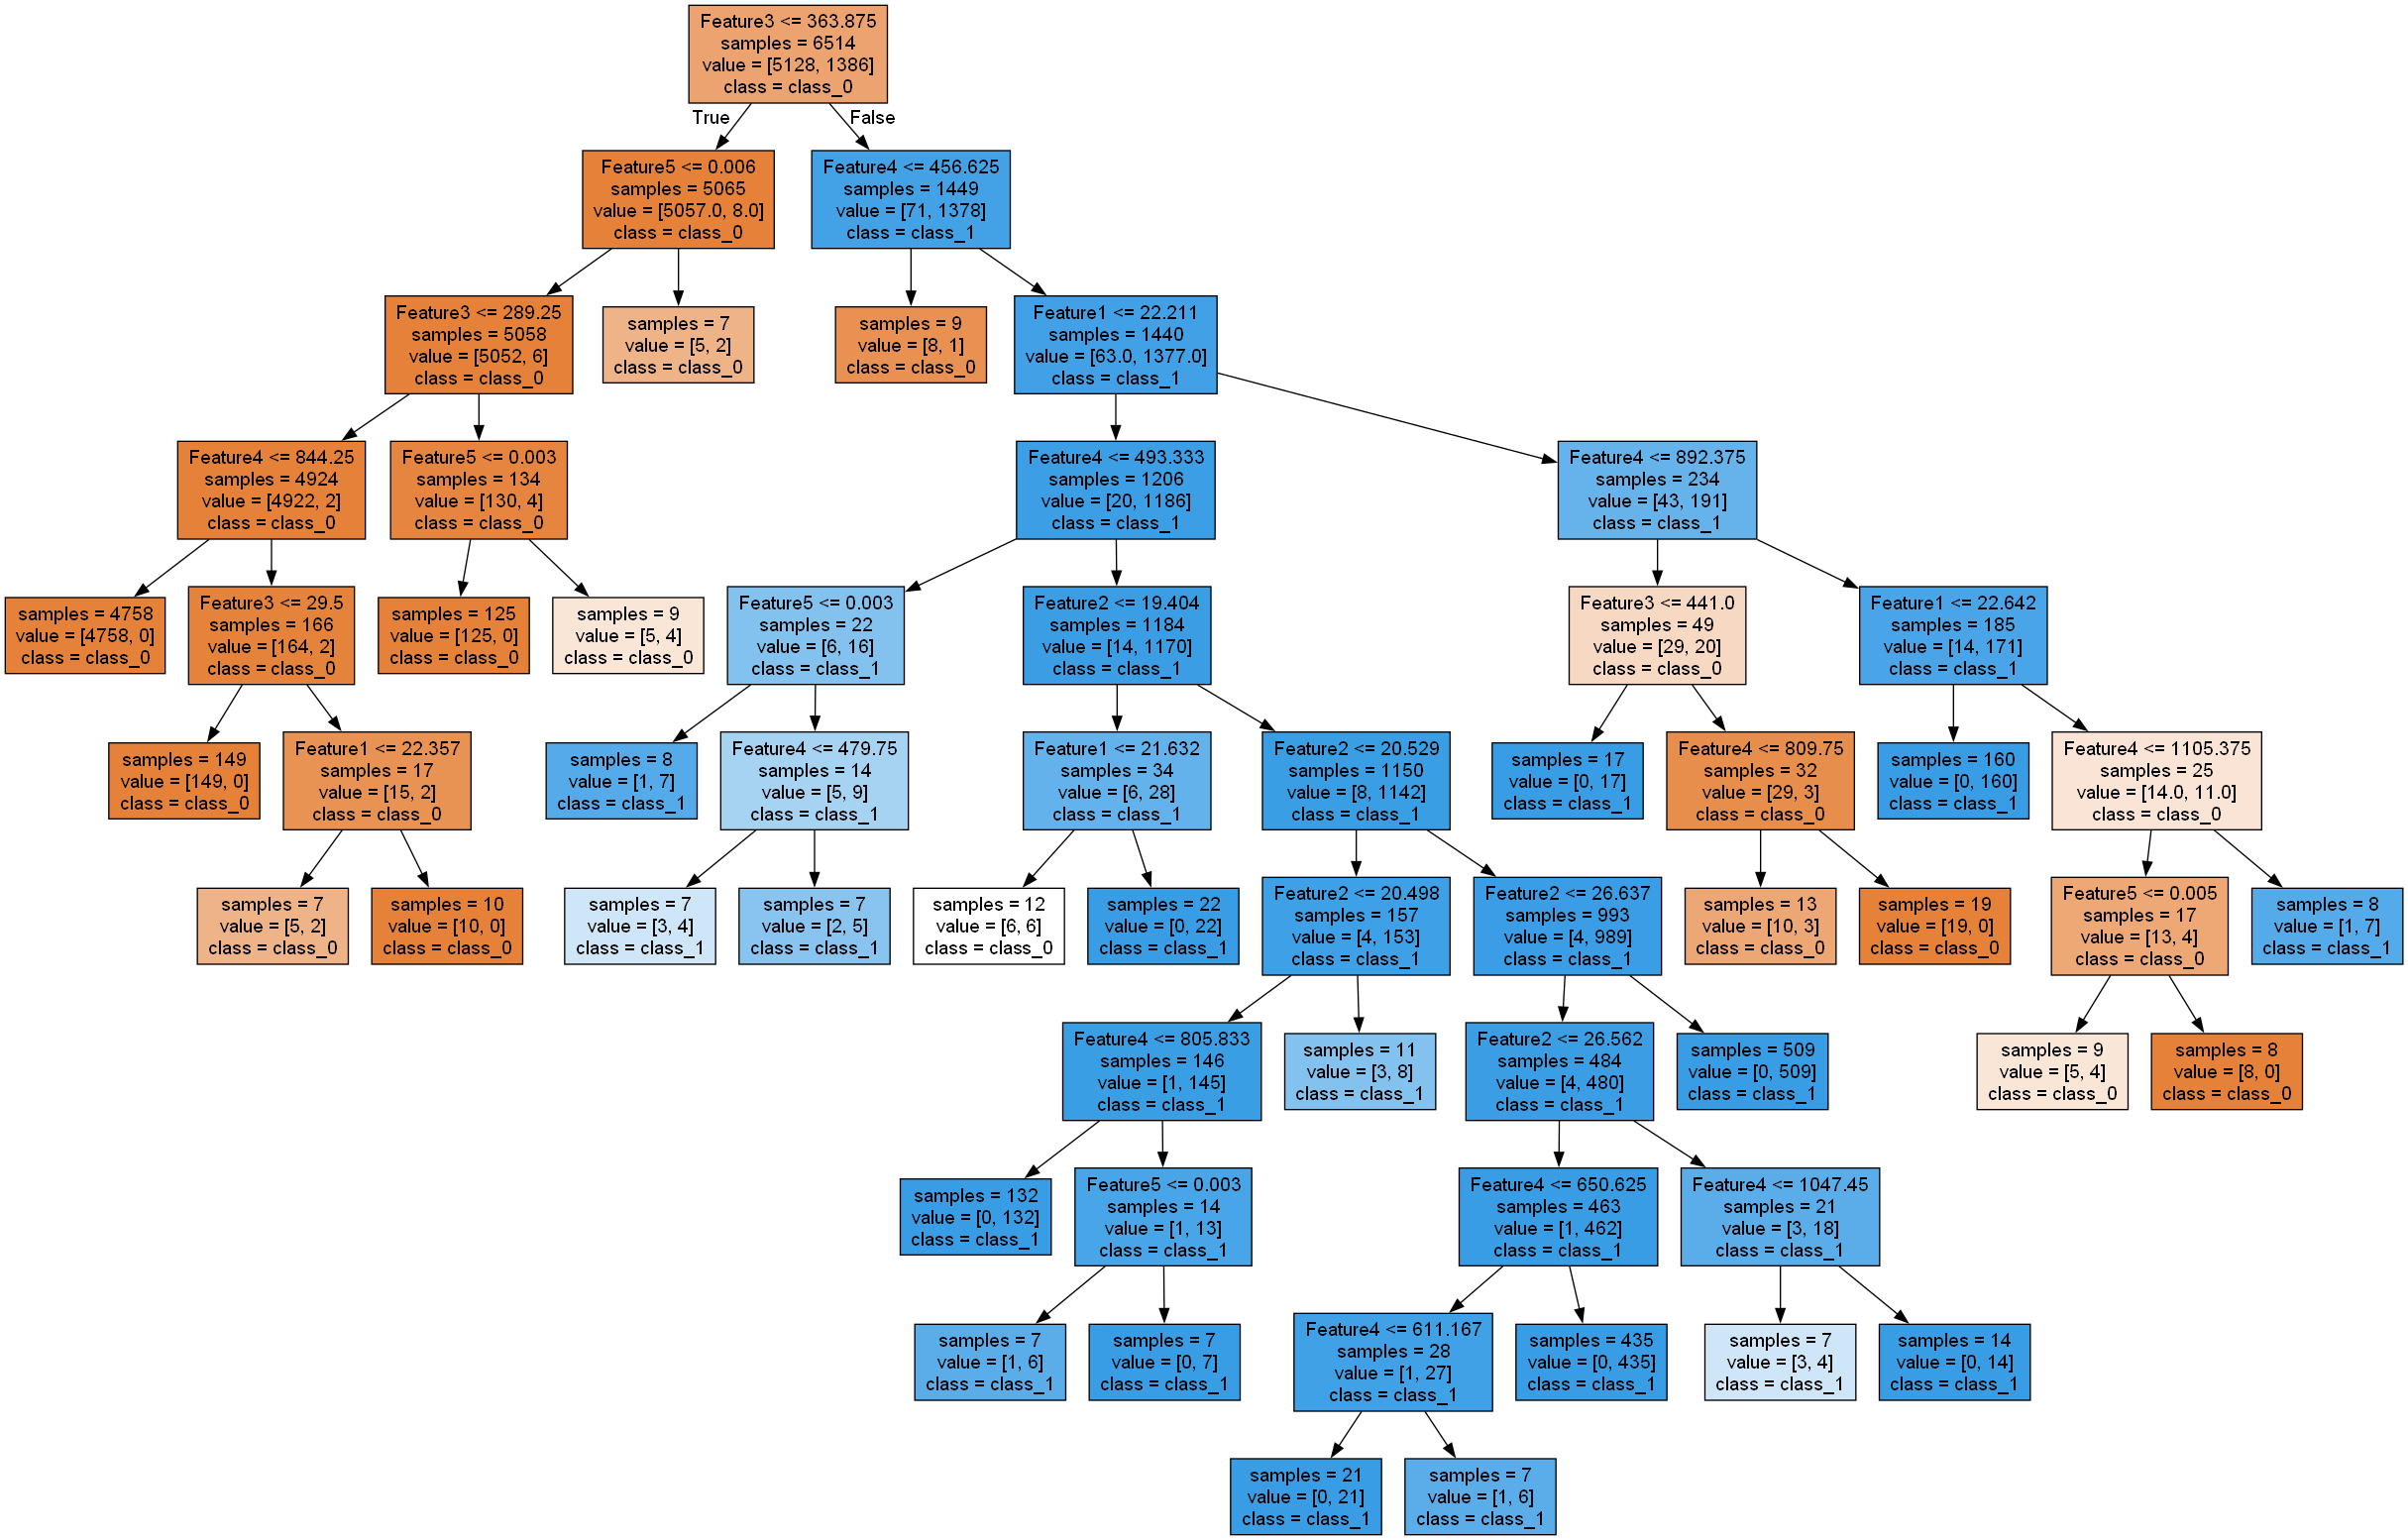 Feature3 <= 363.875
samples = 6514
value = [5128, 1386]
class = class_0
True
False
Feature5 <= 0.006
samples = 5065
value = [5057.0, 8.0]
class = class_0
Feature4 <= 456.625
samples = 1449
value = [71, 1378]
class = class_1
Feature3 <= 289.25
samples = 5058
value = [5052, 6]
class = class_0
samples = 7
value = [5, 2]
class = class_0
samples = 9
value = [8, 1]
class = class_0
Feature1 <= 22.211
samples = 1440
value = [63.0, 1377.0]
class = class_1
Feature4 <= 844.25
samples = 4924
value = [4922, 2]
class = class_0
Feature5 <= 0.003
samples = 134
value = [130, 4]
class = class_0
Feature4 <= 493.333
samples = 1206
value = [20, 1186]
class = class_1
Feature4 <= 892.375
samples = 234
value = [43, 191]
class = class_1
samples = 4758
value = [4758, 0]
class = class_0
Feature3 <= 29.5
samples = 166
value = [164, 2]
class = class_0
samples = 125
value = [125, 0]
class = class_0
samples = 9
value = [5, 4]
class = class_0
Feature5 <= 0.003
samples = 22
value = [6, 16]
class = class_1
Feature2 <= 19.404
samples = 1184
value = [14, 1170]
class = class_1
Feature3 <= 441.0
samples = 49
value = [29, 20]
class = class_0
Feature1 <= 22.642
samples = 185
value = [14, 171]
class = class_1
samples = 149
value = [149, 0]
class = class_0
Feature1 <= 22.357
samples = 17
value = [15, 2]
class = class_0
samples = 8
value = [1, 7]
class = class_1
Feature4 <= 479.75
samples = 14
value = [5, 9]
class = class_1
Feature1 <= 21.632
samples = 34
value = [6, 28]
class = class_1
Feature2 <= 20.529
samples = 1150
value = [8, 1142]
class = class_1
samples = 17
value = [0, 17]
class = class_1
Feature4 <= 809.75
samples = 32
value = [29, 3]
class = class_0
samples = 160
value = [0, 160]
class = class_1
Feature4 <= 1105.375
samples = 25
value = [14.0, 11.0]
class = class_0
samples = 7
value = [5, 2]
class = class_0
samples = 10
value = [10, 0]
class = class_0
samples = 7
value = [3, 4]
class = class_1
samples = 7
value = [2, 5]
class = class_1
samples = 12
value = [6, 6]
class = class_0
samples = 22
value = [0, 22]
class = class_1
Feature2 <= 20.498
samples = 157
value = [4, 153]
class = class_1
Feature2 <= 26.637
samples = 993
value = [4, 989]
class = class_1
samples = 13
value = [10, 3]
class = class_0
samples = 19
value = [19, 0]
class = class_0
Feature5 <= 0.005
samples = 17
value = [13, 4]
class = class_0
samples = 8
value = [1, 7]
class = class_1
Feature4 <= 805.833
samples = 146
value = [1, 145]
class = class_1
samples = 11
value = [3, 8]
class = class_1
Feature2 <= 26.562
samples = 484
value = [4, 480]
class = class_1
samples = 509
value = [0, 509]
class = class_1
samples = 9
value = [5, 4]
class = class_0
samples = 8
value = [8, 0]
class = class_0
samples = 132
value = [0, 132]
class = class_1
Feature5 <= 0.003
samples = 14
value = [1, 13]
class = class_1
Feature4 <= 650.625
samples = 463
value = [1, 462]
class = class_1
Feature4 <= 1047.45
samples = 21
value = [3, 18]
class = class_1
samples = 7
value = [1, 6]
class = class_1
samples = 7
value = [0, 7]
class = class_1
Feature4 <= 611.167
samples = 28
value = [1, 27]
class = class_1
samples = 435
value = [0, 435]
class = class_1
samples = 7
value = [3, 4]
class = class_1
samples = 14
value = [0, 14]
class = class_1
samples = 21
value = [0, 21]
class = class_1
samples = 7
value = [1, 6]
class = class_1